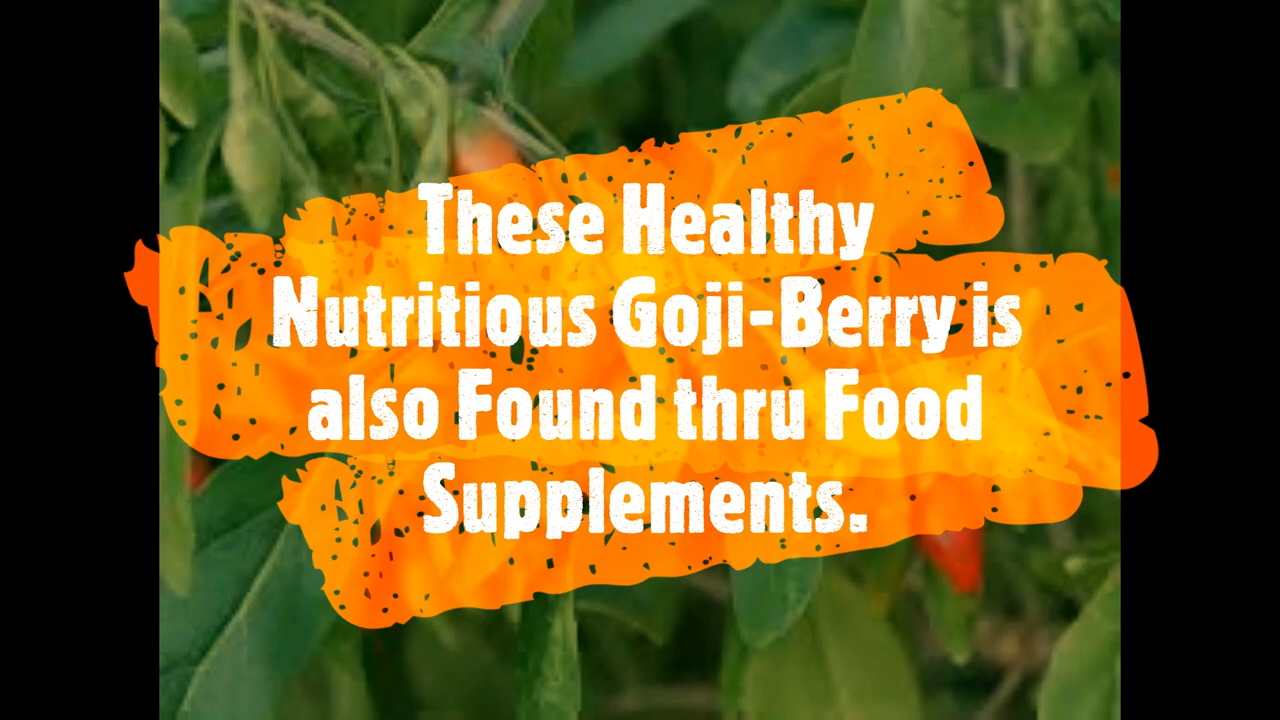 These Healthy
Nutritious Goji-Berry is
also Found thru Food
Supplements.